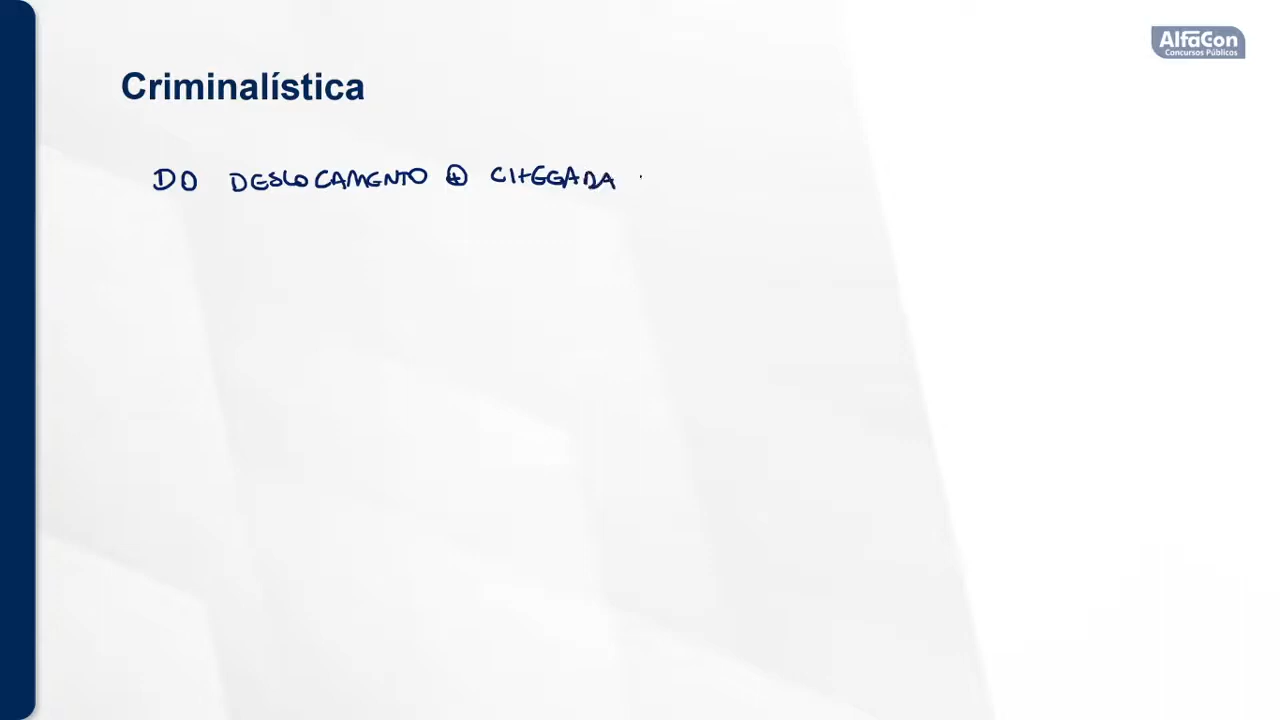 AlfaCon
Concursos Públicos
Criminalística
DO DESLOCAMENTO ⊕ CHEGADA